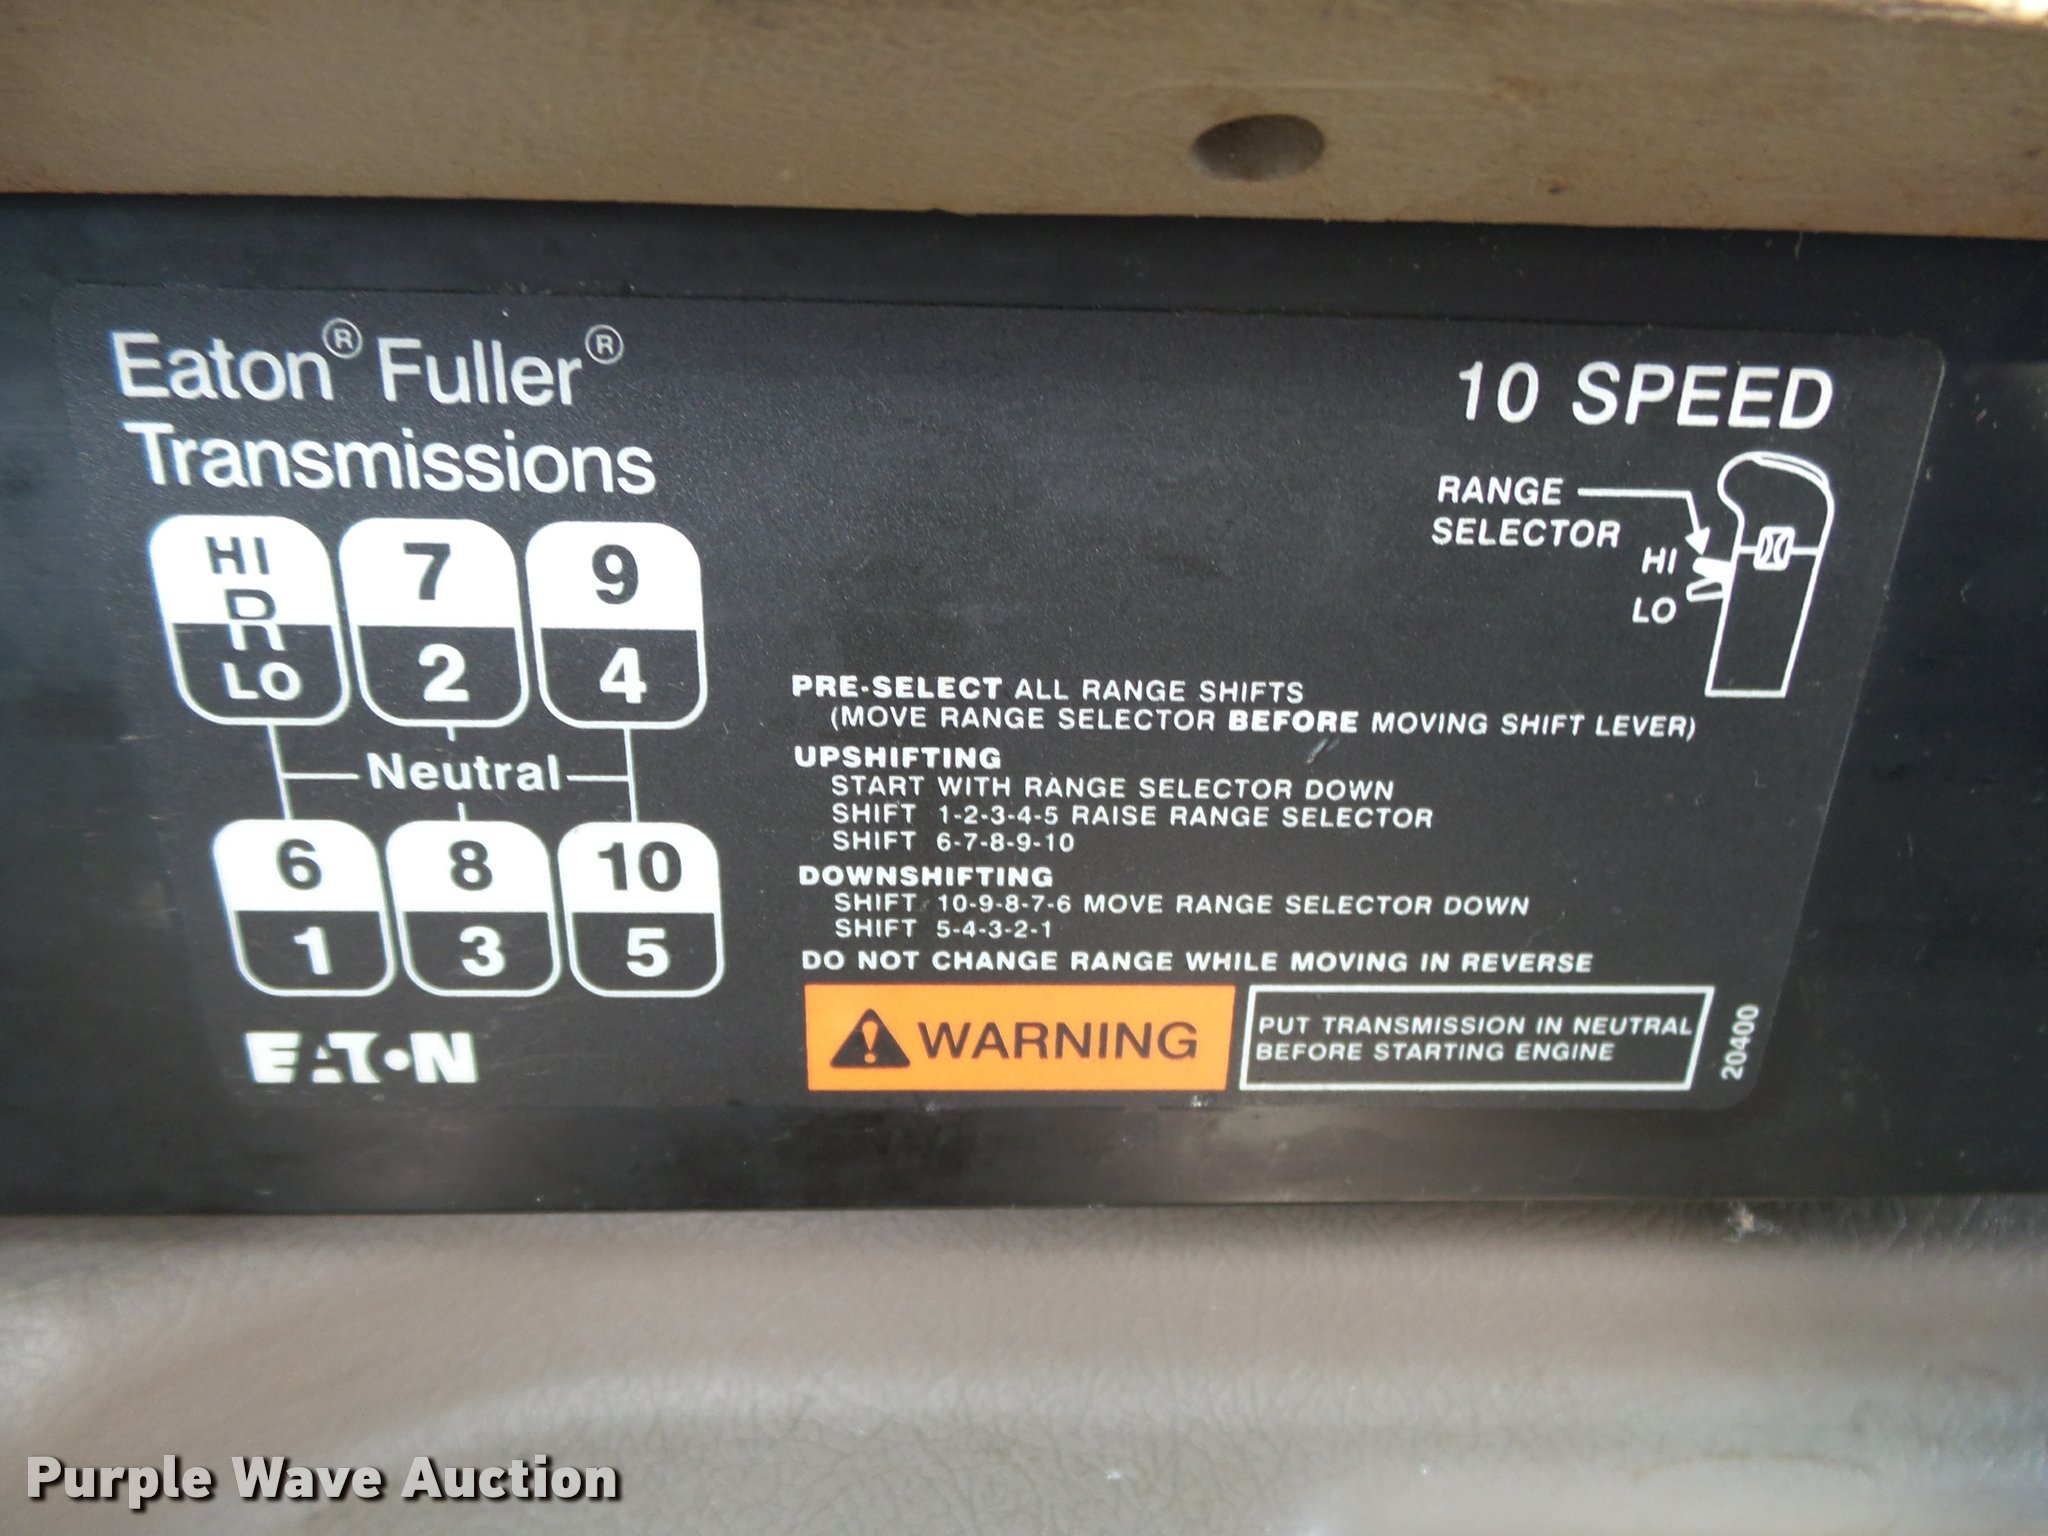 Eaton® Fuller®
Transmissions
10 SPEED
RANGE
SELECTOR
HI
LO
HI
R
LO
7
2
9
4
Neutral
6
1
8
3
10
5
EATON
PRE-SELECT ALL RANGE SHIFTS
(MOVE RANGE SELECTOR BEFORE MOVING SHIFT LEVER)
UPSHIFTING
START WITH RANGE SELECTOR DOWN
SHIFT 1-2-3-4-5 RAISE RANGE SELECTOR
SHIFT 6-7-8-9-10
DOWNSHIFTING
SHIFT 10-9-8-7-6 MOVE RANGE SELECTOR DOWN
SHIFT 5-4-3-2-1
DO NOT CHANGE RANGE WHILE MOVING IN REVERSE
WARNING
PUT TRANSMISSION IN NEUTRAL
BEFORE STARTING ENGINE
20400
Purple Wave Auction